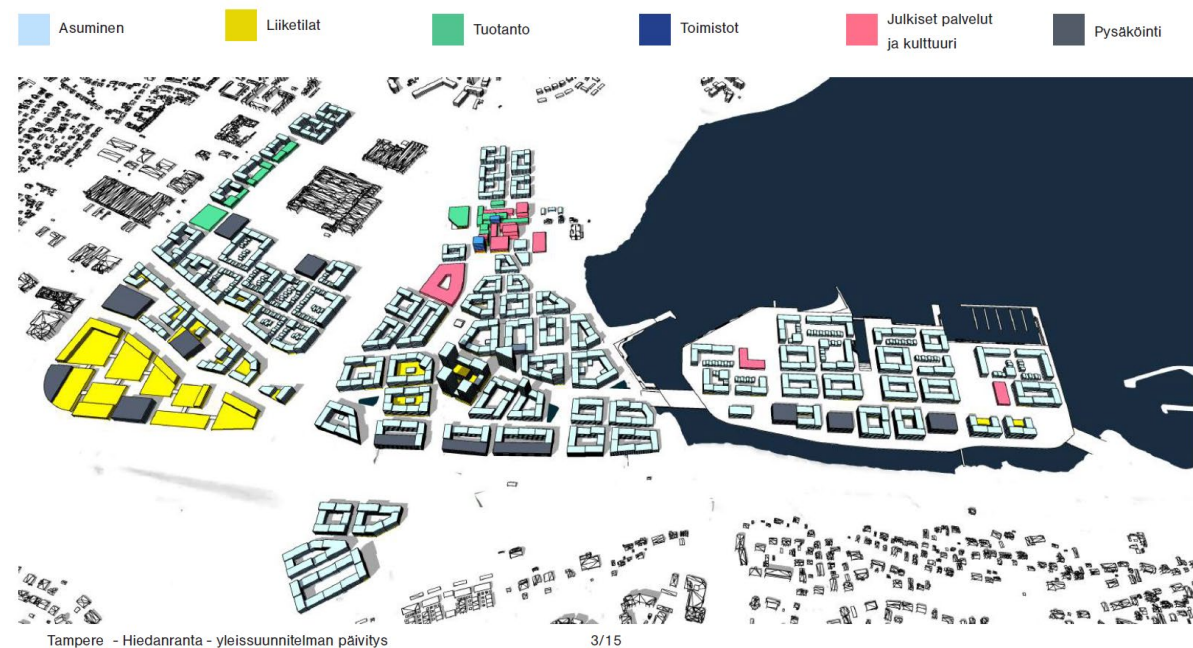 Asuminen
Liiketilat
Tuotanto
Toimistot
Julkiset palvelut
ja kulttuuri
Pysäköinti
Tampere - Hiedanranta - yleissuunnitelman päivitys
3/15